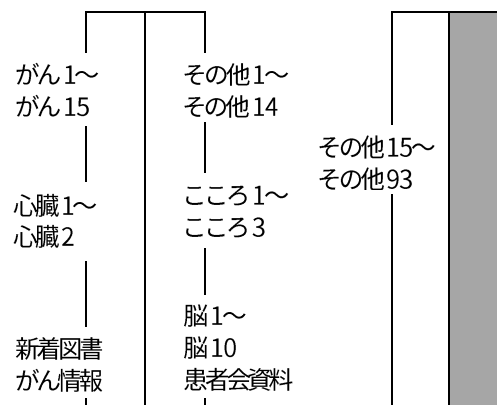 がん1～
がん15
心臓1～
心臓2
新着図書
がん情報
その他1～
その他14
こころ1～
こころ3
脳1～
脳10
患者会資料
その他15～
その他93